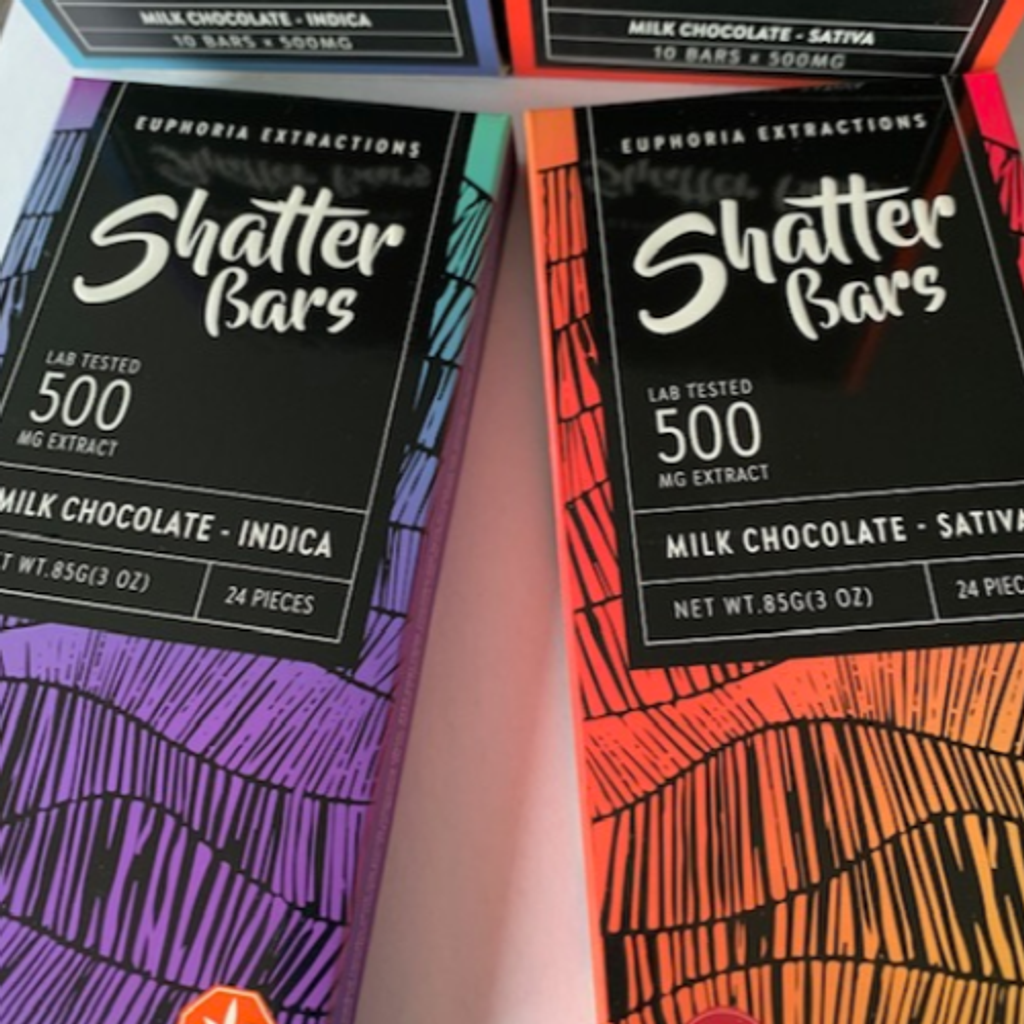 MILK CHOCOLATE - INDICA
10 BARS x 500MG
MILK CHOCOLATE - SATIVA
10 BARS x 500MG
EUPHORIA EXTRACTIONS
Shatter
Bars
LAB TESTED
500
MG EXTRACT
MILK CHOCOLATE - INDICA
T WT.85G(3 OZ)
24 PIECES
EUPHORIA EXTRACTIONS
Shatter
Bars
LAB TESTED
500
MG EXTRACT
MILK CHOCOLATE - SATIVA
NET WT.85G(3 OZ)
24 PIEC